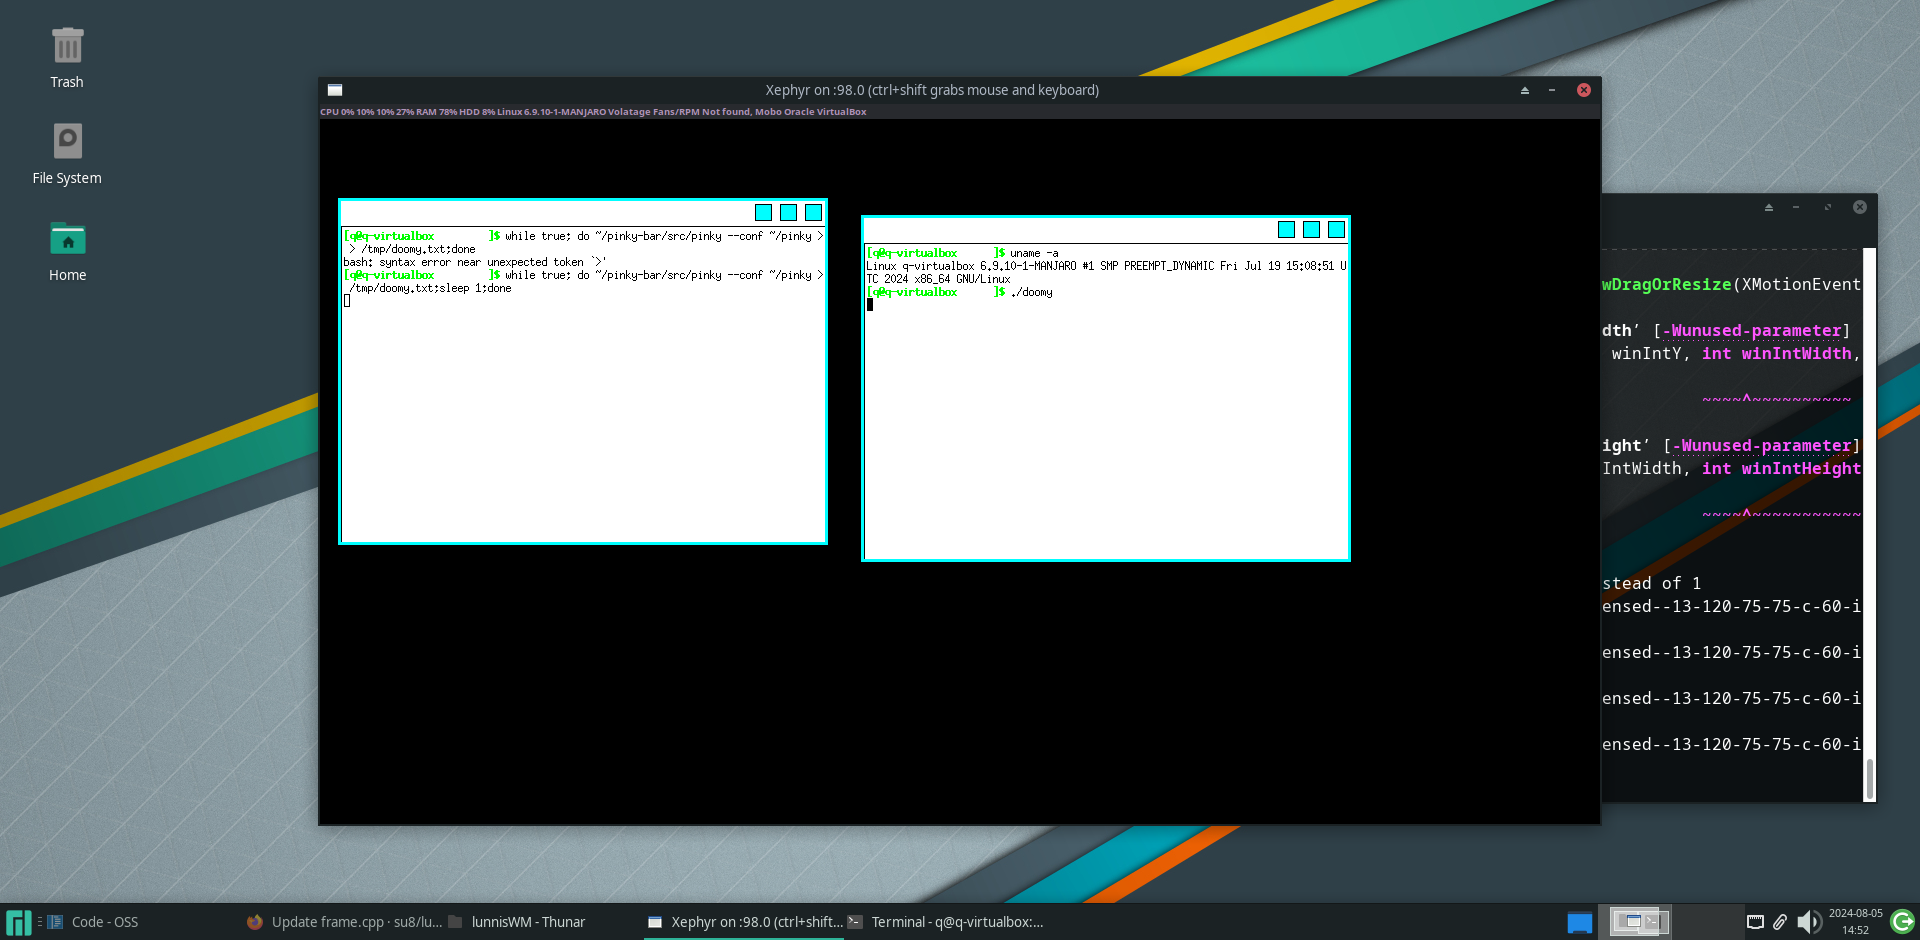 Trash
File System
Home
Xephyr on :98.0 (ctrl+shift grabs mouse and keyboard)
CPU 0% 10% 10% 27% RAM 78% HDD 8% Linux 6.9.10-1-MANJARO Volatage Fans/RPM Not found, Mobo Oracle VirtualBox
[q@q-virtualbox ]$ while true; do ~/pinky-bar/src/pinky --conf ~/pinky >
> /tmp/doomy.txt;done
bash: syntax error near unexpected token `>'
[q@q-virtualbox ]$ while true; do ~/pinky-bar/src/pinky --conf ~/pinky >
/tmp/doomy.txt;sleep 1;done
[q@q-virtualbox ]$ uname -a
Linux q-virtualbox 6.9.10-1-MANJARO #1 SMP PREEMPT_DYNAMIC Fri Jul 19 15:08:51 U
TC 2024 x86_64 GNU/Linux
[q@q-virtualbox ]$ ./doomy
wDragOrResize(XMotionEvent
dth’ [-Wunused-parameter]
winIntY, int winIntWidth,
~~~~^~~~~~~~~~~
ight’ [-Wunused-parameter]
IntWidth, int winIntHeight
~~~~^~~~~~~~~~~~
stead of 1
ensed--13-120-75-75-c-60-i
ensed--13-120-75-75-c-60-i
ensed--13-120-75-75-c-60-i
ensed--13-120-75-75-c-60-i
Code - OSS
Update frame.cpp · su8/lu...
lunnisWM - Thunar
Xephyr on :98.0 (ctrl+shift...
Terminal - q@q-virtualbox:...
2024-08-05
14:52